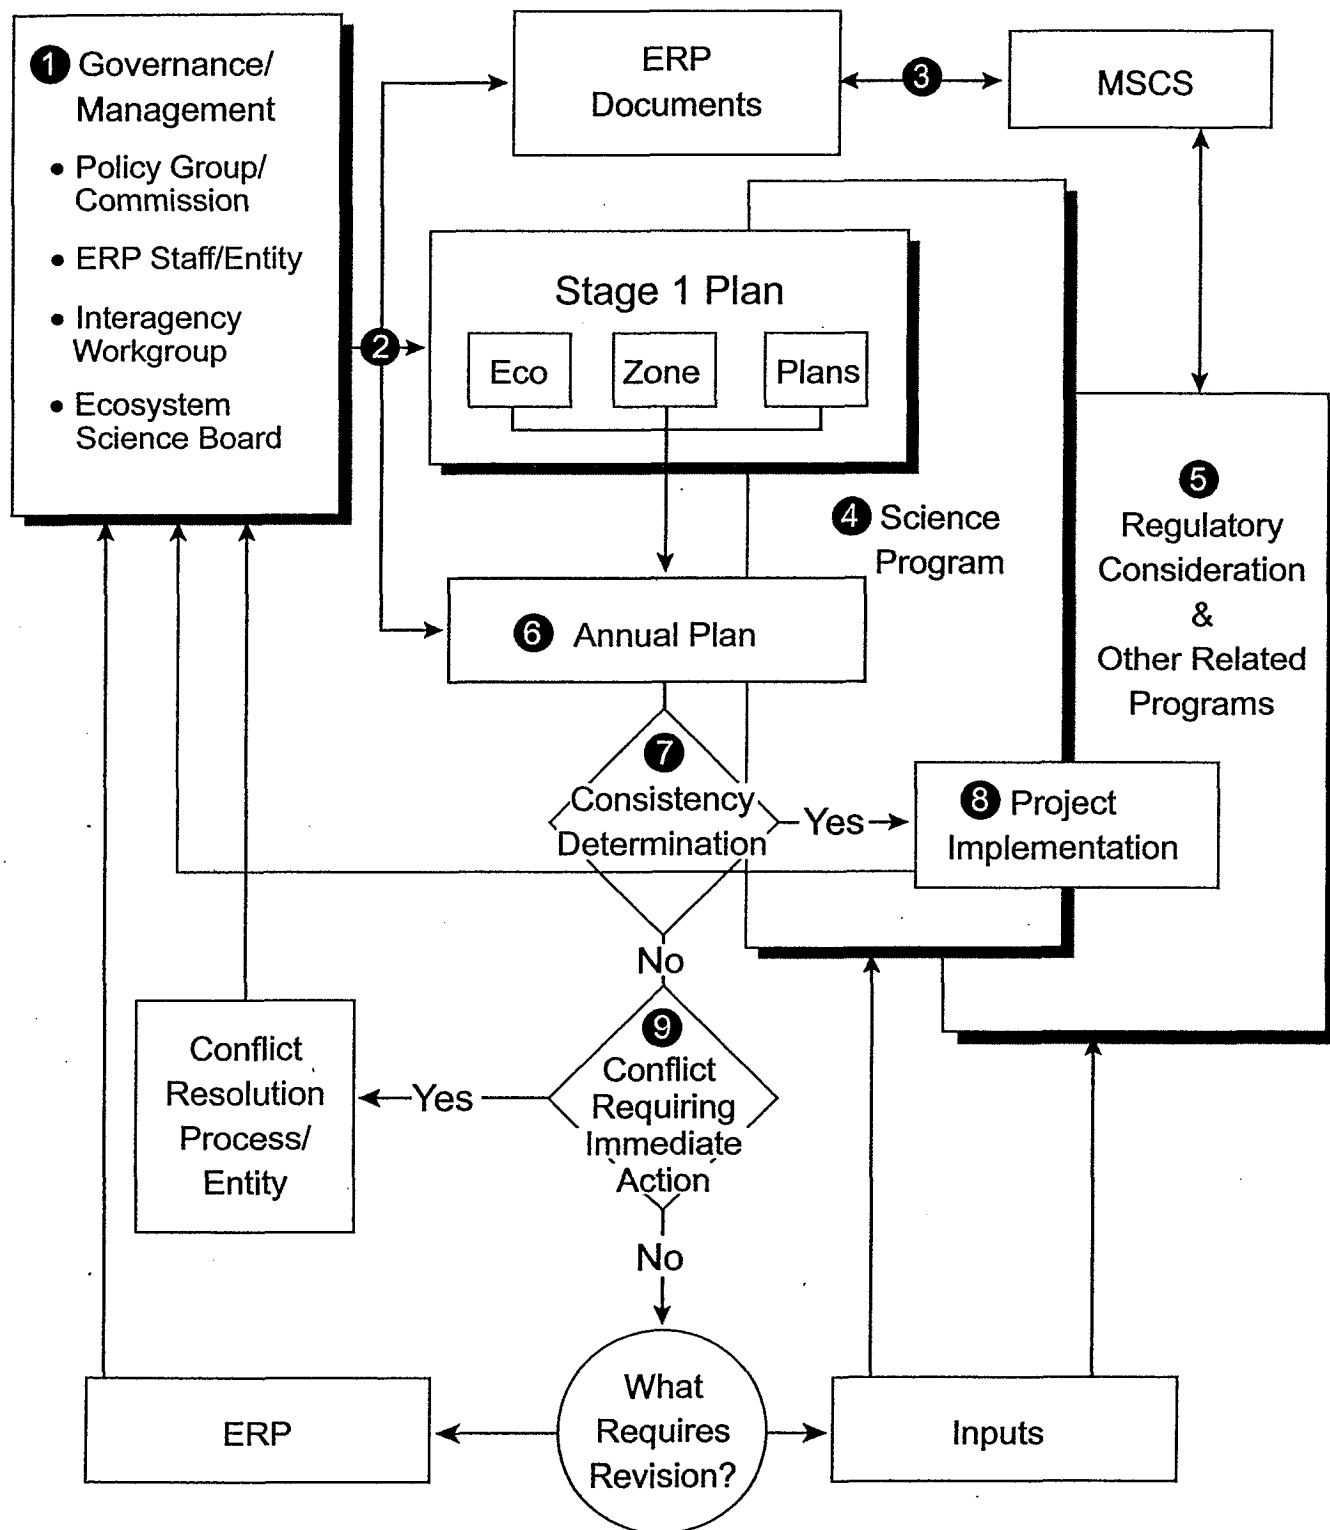 1 Governance/
Management
• Policy Group/
Commission
• ERP Staff/Entity
• Interagency
Workgroup
• Ecosystem
Science Board
2
ERP
Documents
3
MSCS
Stage 1 Plan
Eco
Zone
Plans
4 Science
Program
5
Regulatory
Consideration
&
Other Related
Programs
6 Annual Plan
7
Consistency
Determination
Yes
8 Project
Implementation
No
9
Conflict
Requiring
Immediate
Action
Yes
Conflict
Resolution
Process/
Entity
No
What
Requires
Revision?
ERP
Inputs